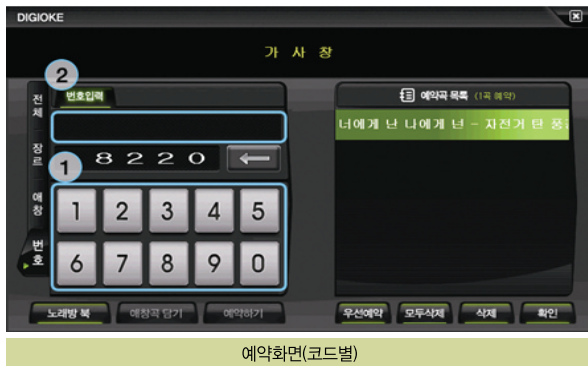 DIGIOKE
가 사 창
2
번호입력
예약곡 목록 (1곡 예약)
전체
장르
애창
번호
너에게 난 나에게 넌 - 자전거 탄 풍
8 2 2 0
1
1 2 3 4 5
6 7 8 9 0
노래방 북
애창곡 담기
예약하기
우선예약
모두삭제
삭제
확인
예약화면(코드별)